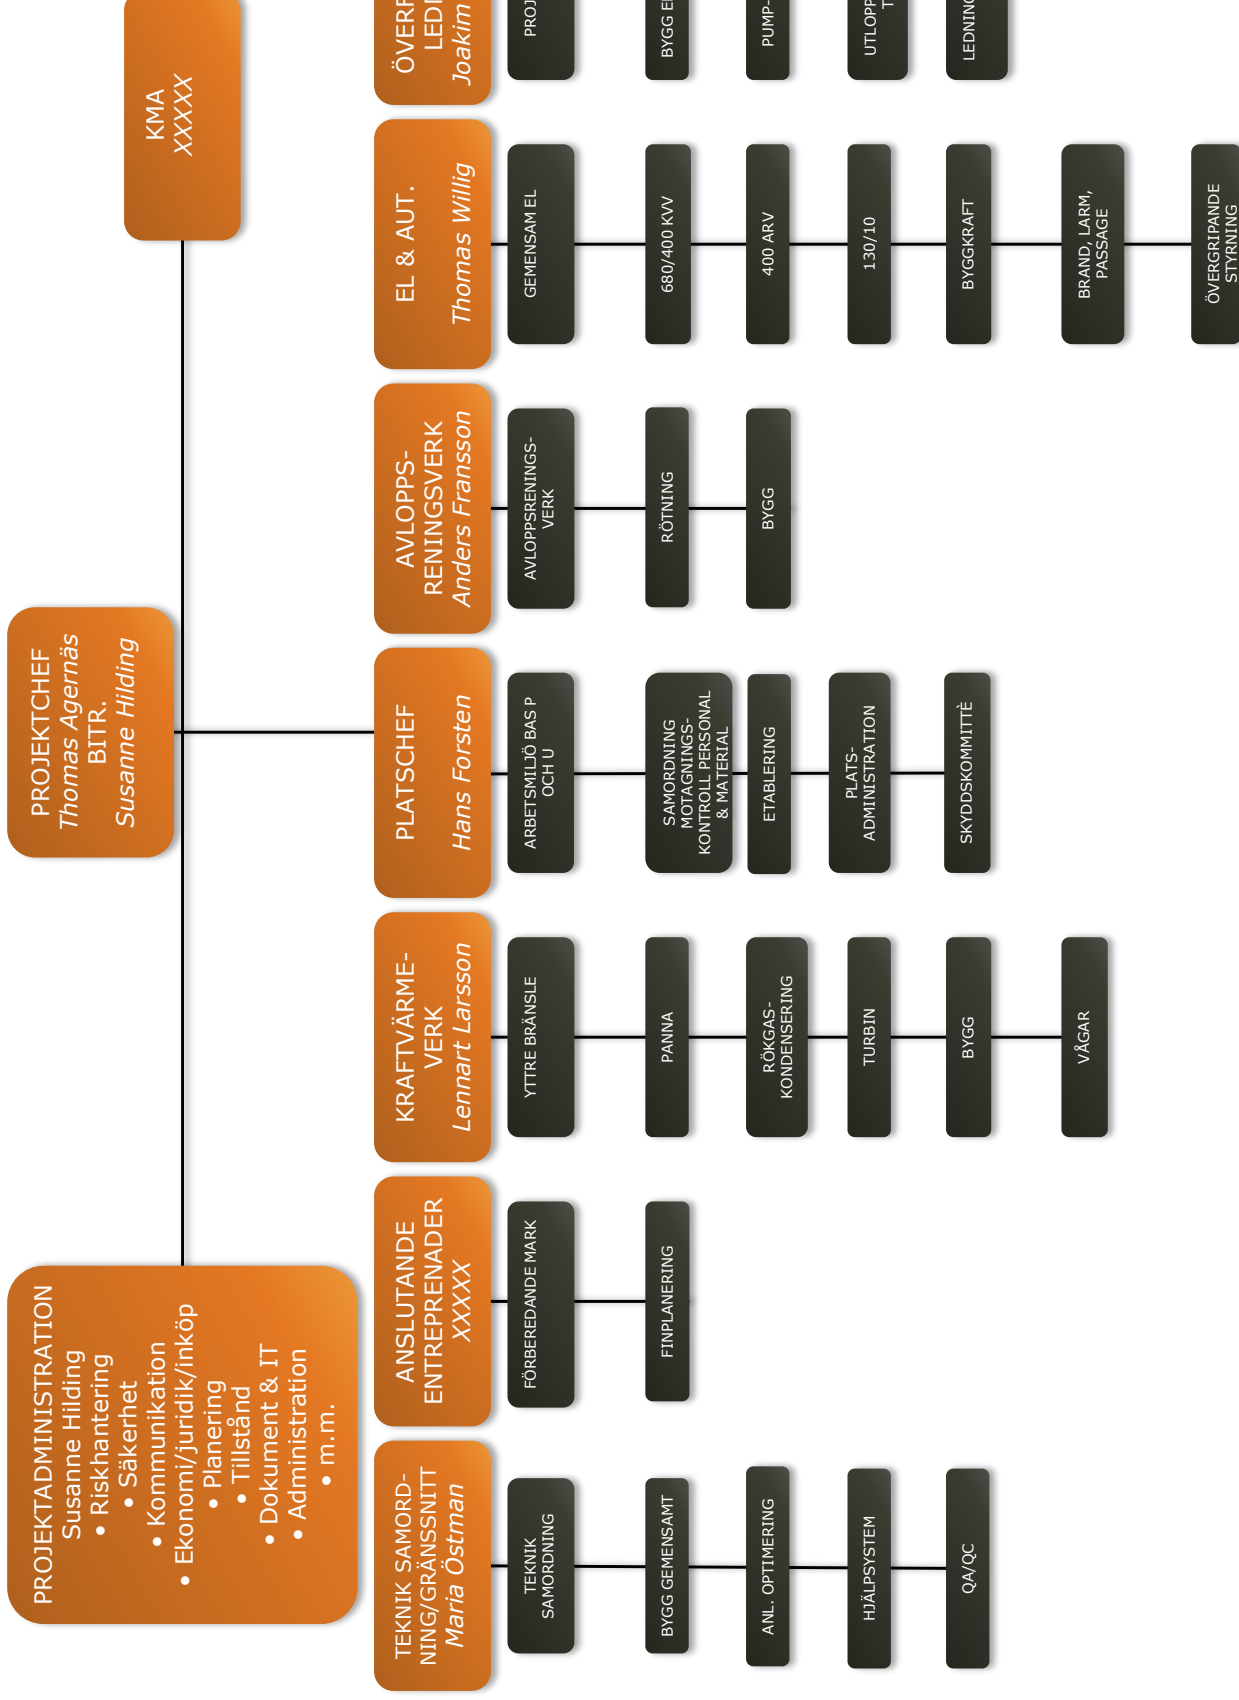 PROJEKTADMINISTRATION
Susanne Hilding
• Riskhantering
• Säkerhet
• Kommunikation
• Ekonomi/juridik/inköp
• Planering
• Tillstånd
• Dokument & IT
• Administration
• m.m.
PROJEKTCHEF
Thomas Agernäs
BITR.
Susanne Hilding
KMA
XXXXX
TEKNIK SAMORD-
NING/GRÄNSSNITT
Maria Östman
TEKNIK
SAMORDNING
BYGG GEMENSAMT
ANL. OPTIMERING
HJÄLPSYSTEM
QA/QC
ANSLUTANDE
ENTREPRENADER
XXXXX
FÖRBEREDANDE MARK
FINPLANERING
KRAFTVÄRME-
VERK
Lennart Larsson
YTTRE BRÄNSLE
PANNA
RÖKGAS-
KONDENSERING
TURBIN
BYGG
VÅGAR
PLATSCHEF
Hans Forsten
ARBETSMILJÖ BAS P
OCH U
SAMORDNING
MOTAGNINGS-
KONTROLL PERSONAL
& MATERIAL
ETABLERING
PLATS-
ADMINISTRATION
SKYDDSKOMMITTÈ
AVLOPPS-
RENINGSVERK
Anders Fransson
AVLOPPSRENINGS-
VERK
RÖTNING
BYGG
EL & AUT.
Thomas Willig
GEMENSAM EL
680/400 KVV
400 ARV
130/10
BYGGKRAFT
BRAND, LARM,
PASSAGE
ÖVERGRIPANDE
STYRNING
Joakim
BYGG
PUMP-